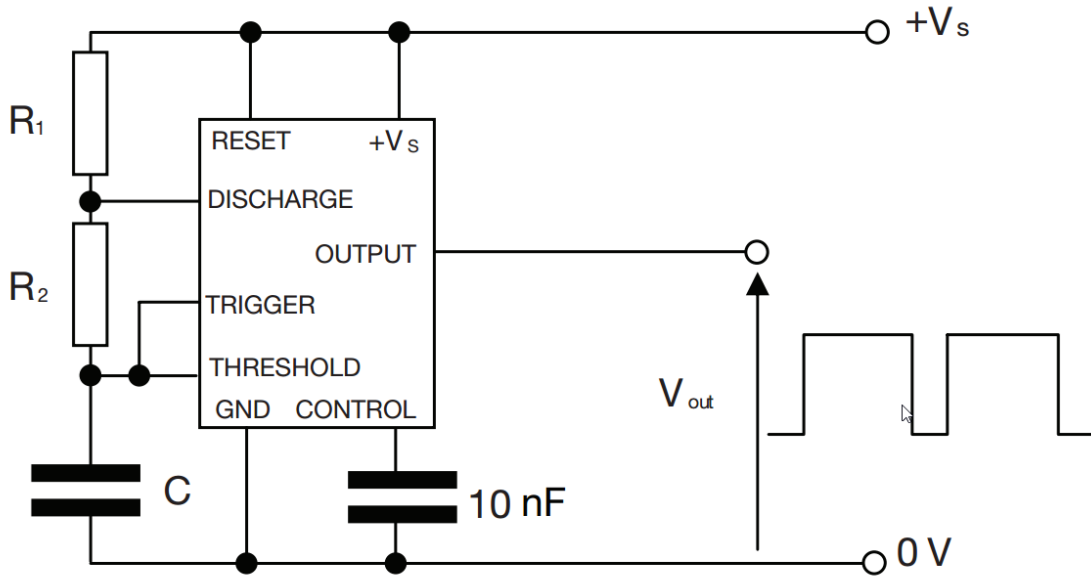 +Vs
R1
RESET
+Vs
DISCHARGE
OUTPUT
R2
TRIGGER
THRESHOLD
Vout
GND CONTROL
C
10 nF
0 V